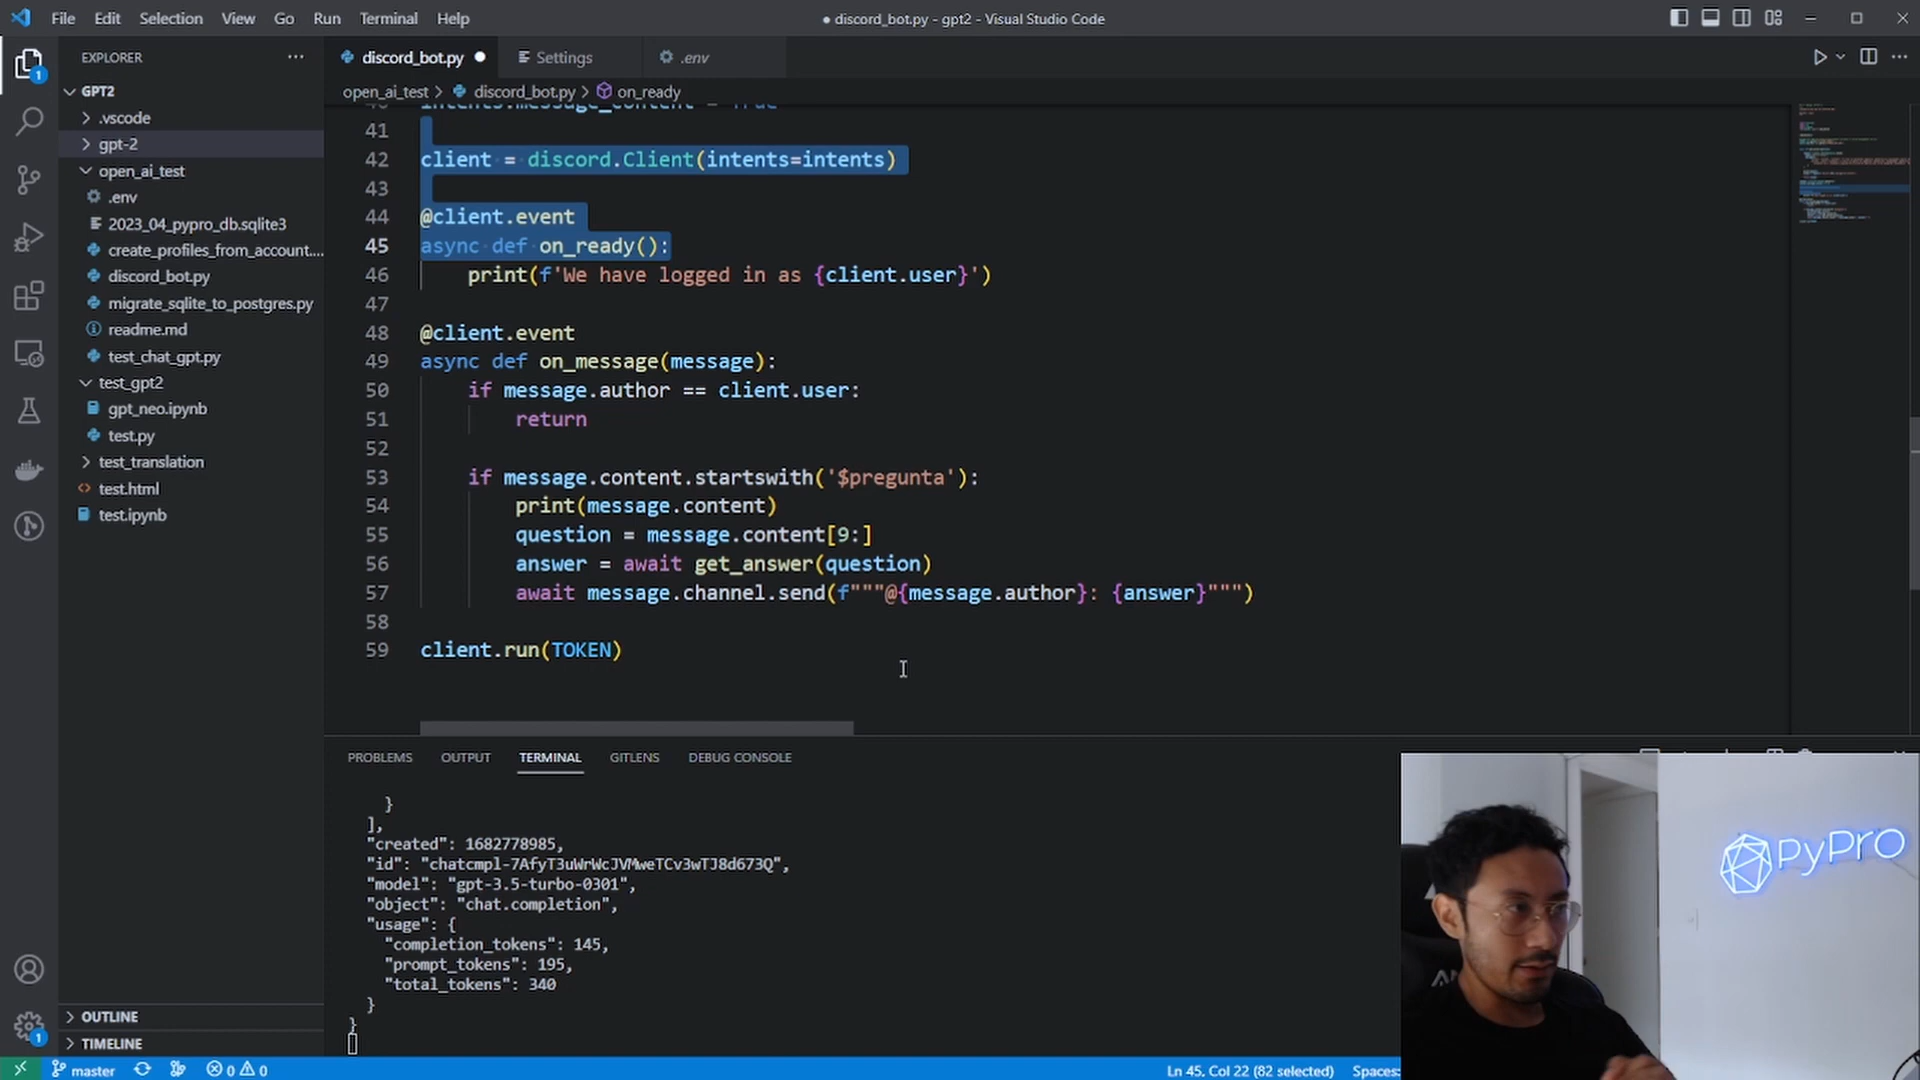 File Edit Selection View Go Run Terminal Help
● discord_bot.py - gpt2 - Visual Studio Code
EXPLORER
discord_bot.py
Settings
.env
GPT2
open_ai_test > discord_bot.py > on_ready
.vscode
gpt-2
open_ai_test
.env
2023_04_pypro_db.sqlite3
create_profiles_from_account....
discord_bot.py
migrate_sqlite_to_postgres.py
readme.md
test_chat_gpt.py
test_gpt2
gpt_neo.ipynb
test.py
test_translation
test.html
test.ipynb
OUTLINE
TIMELINE
40 intents.message_content = True
41
42 client = discord.Client(intents=intents)
43
44 @client.event
45 async def on_ready():
46 print(f'We have logged in as {client.user}')
47
48 @client.event
49 async def on_message(message):
50 if message.author == client.user:
51 return
52
53 if message.content.startswith('$pregunta'):
54 print(message.content)
55 question = message.content[9:]
56 answer = await get_answer(question)
57 await message.channel.send(f"""@{message.author}: {answer}""")
58
59 client.run(TOKEN)
PROBLEMS OUTPUT TERMINAL GITLENS DEBUG CONSOLE
}
],
"created": 1682778985,
"id": "chatcmpl-7AfyT3uWrWcJVMweTCv3wTJ8d673Q",
"model": "gpt-3.5-turbo-0301",
"object": "chat.completion",
"usage": {
"completion_tokens": 145,
"prompt_tokens": 195,
"total_tokens": 340
}
}
PyPro
master
0 0
Ln 45, Col 22 (82 selected)
Spaces:
1
1